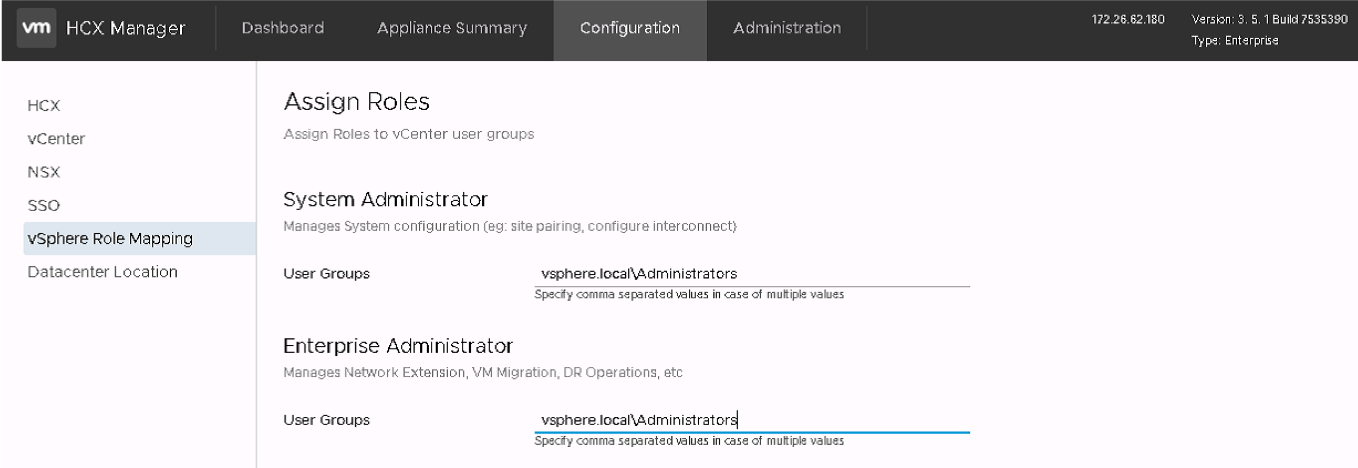 vm HCX Manager Dashboard Appliance Summary Configuration Administration 172.26.62.180 Version: 3. 5. 1 Build 7535390
Type: Enterprise
HCX
vCenter
NSX
SSO
vSphere Role Mapping
Datacenter Location
Assign Roles
Assign Roles to vCenter user groups
System Administrator
Manages System configuration (eg: site pairing, configure interconnect)
User Groups vsphere.local\Administrators
Specify comma separated values in case of multiple values
Enterprise Administrator
Manages Network Extension, VM Migration, DR Operations, etc
User Groups vsphere.local\Administrators
Specify comma separated values in case of multiple values